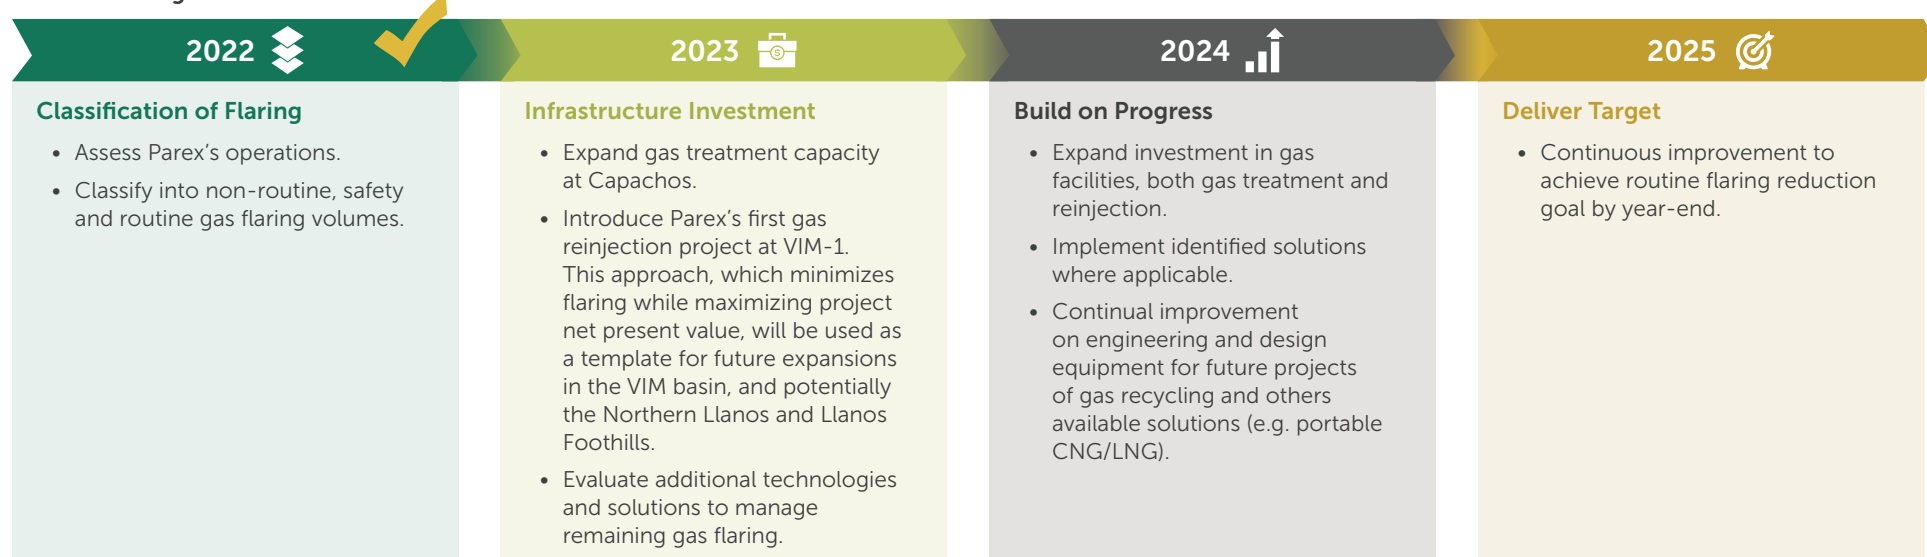 2022
Classification of Flaring
• Assess Parex's operations.
• Classify into non-routine, safety
and routine gas flaring volumes.
2023
Infrastructure Investment
• Expand gas treatment capacity
at Capachos.
• Introduce Parex's first gas
reinjection project at VIM-1.
This approach, which minimizes
flaring while maximizing project
net present value, will be used as
a template for future expansions
in the VIM basin, and potentially
the Northern Llanos and Llanos
Foothills.
• Evaluate additional technologies
and solutions to manage
remaining gas flaring.
2024
Build on Progress
• Expand investment in gas
facilities, both gas treatment and
reinjection.
• Implement identified solutions
where applicable.
• Continual improvement
on engineering and design
equipment for future projects
of gas recycling and others
available solutions (e.g. portable
CNG/LNG).
2025
Deliver Target
• Continuous improvement to
achieve routine flaring reduction
goal by year-end.